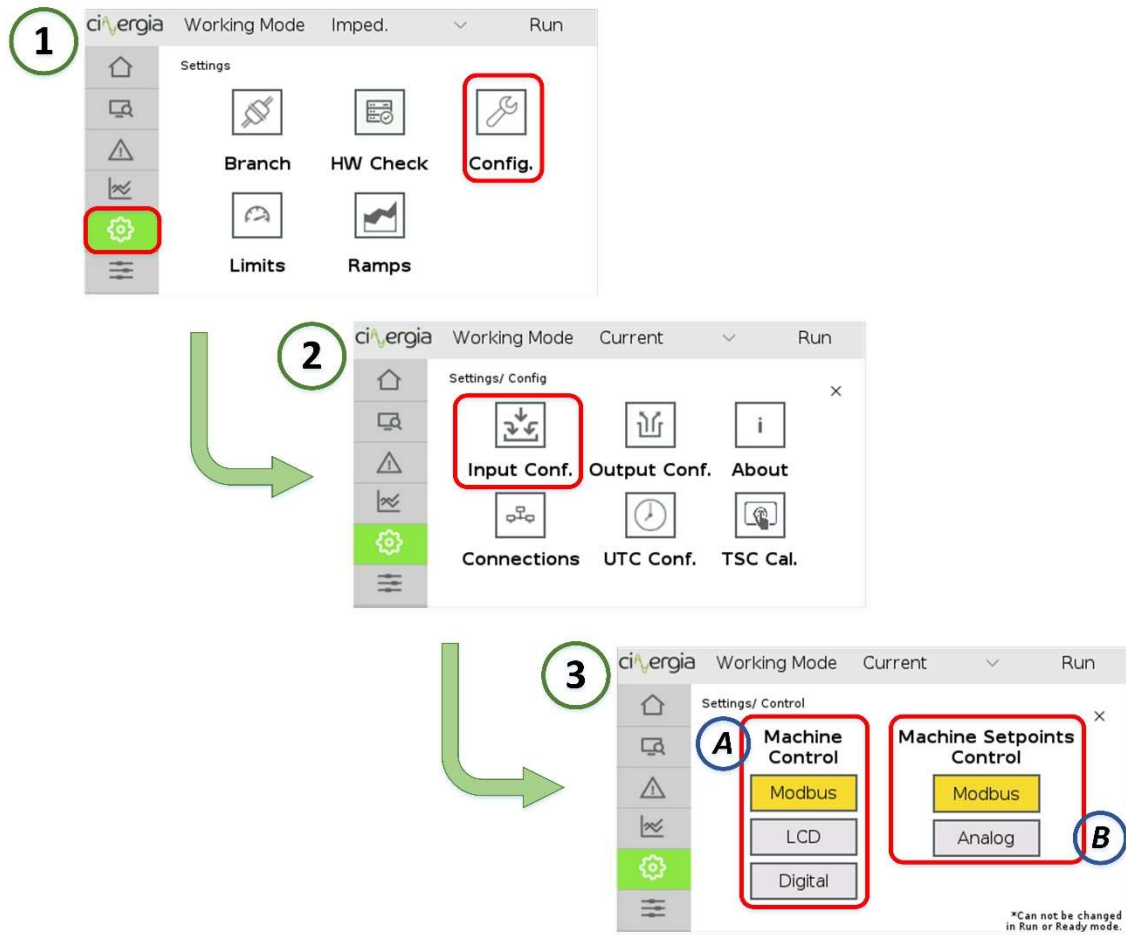 1
cinergia Working Mode Imped. Run
Settings
Branch HW Check Config.
Limits Ramps
2
cinergia Working Mode Current Run
Settings/ Config
×
i
Input Conf. Output Conf. About
Connections UTC Conf. TSC Cal.
3
cinergia Working Mode Current Run
Settings/ Control
×
A
Machine
Control
Modbus
LCD
Digital
Machine Setpoints
Control
Modbus
Analog
B
*Can not be changed
in Run or Ready mode.